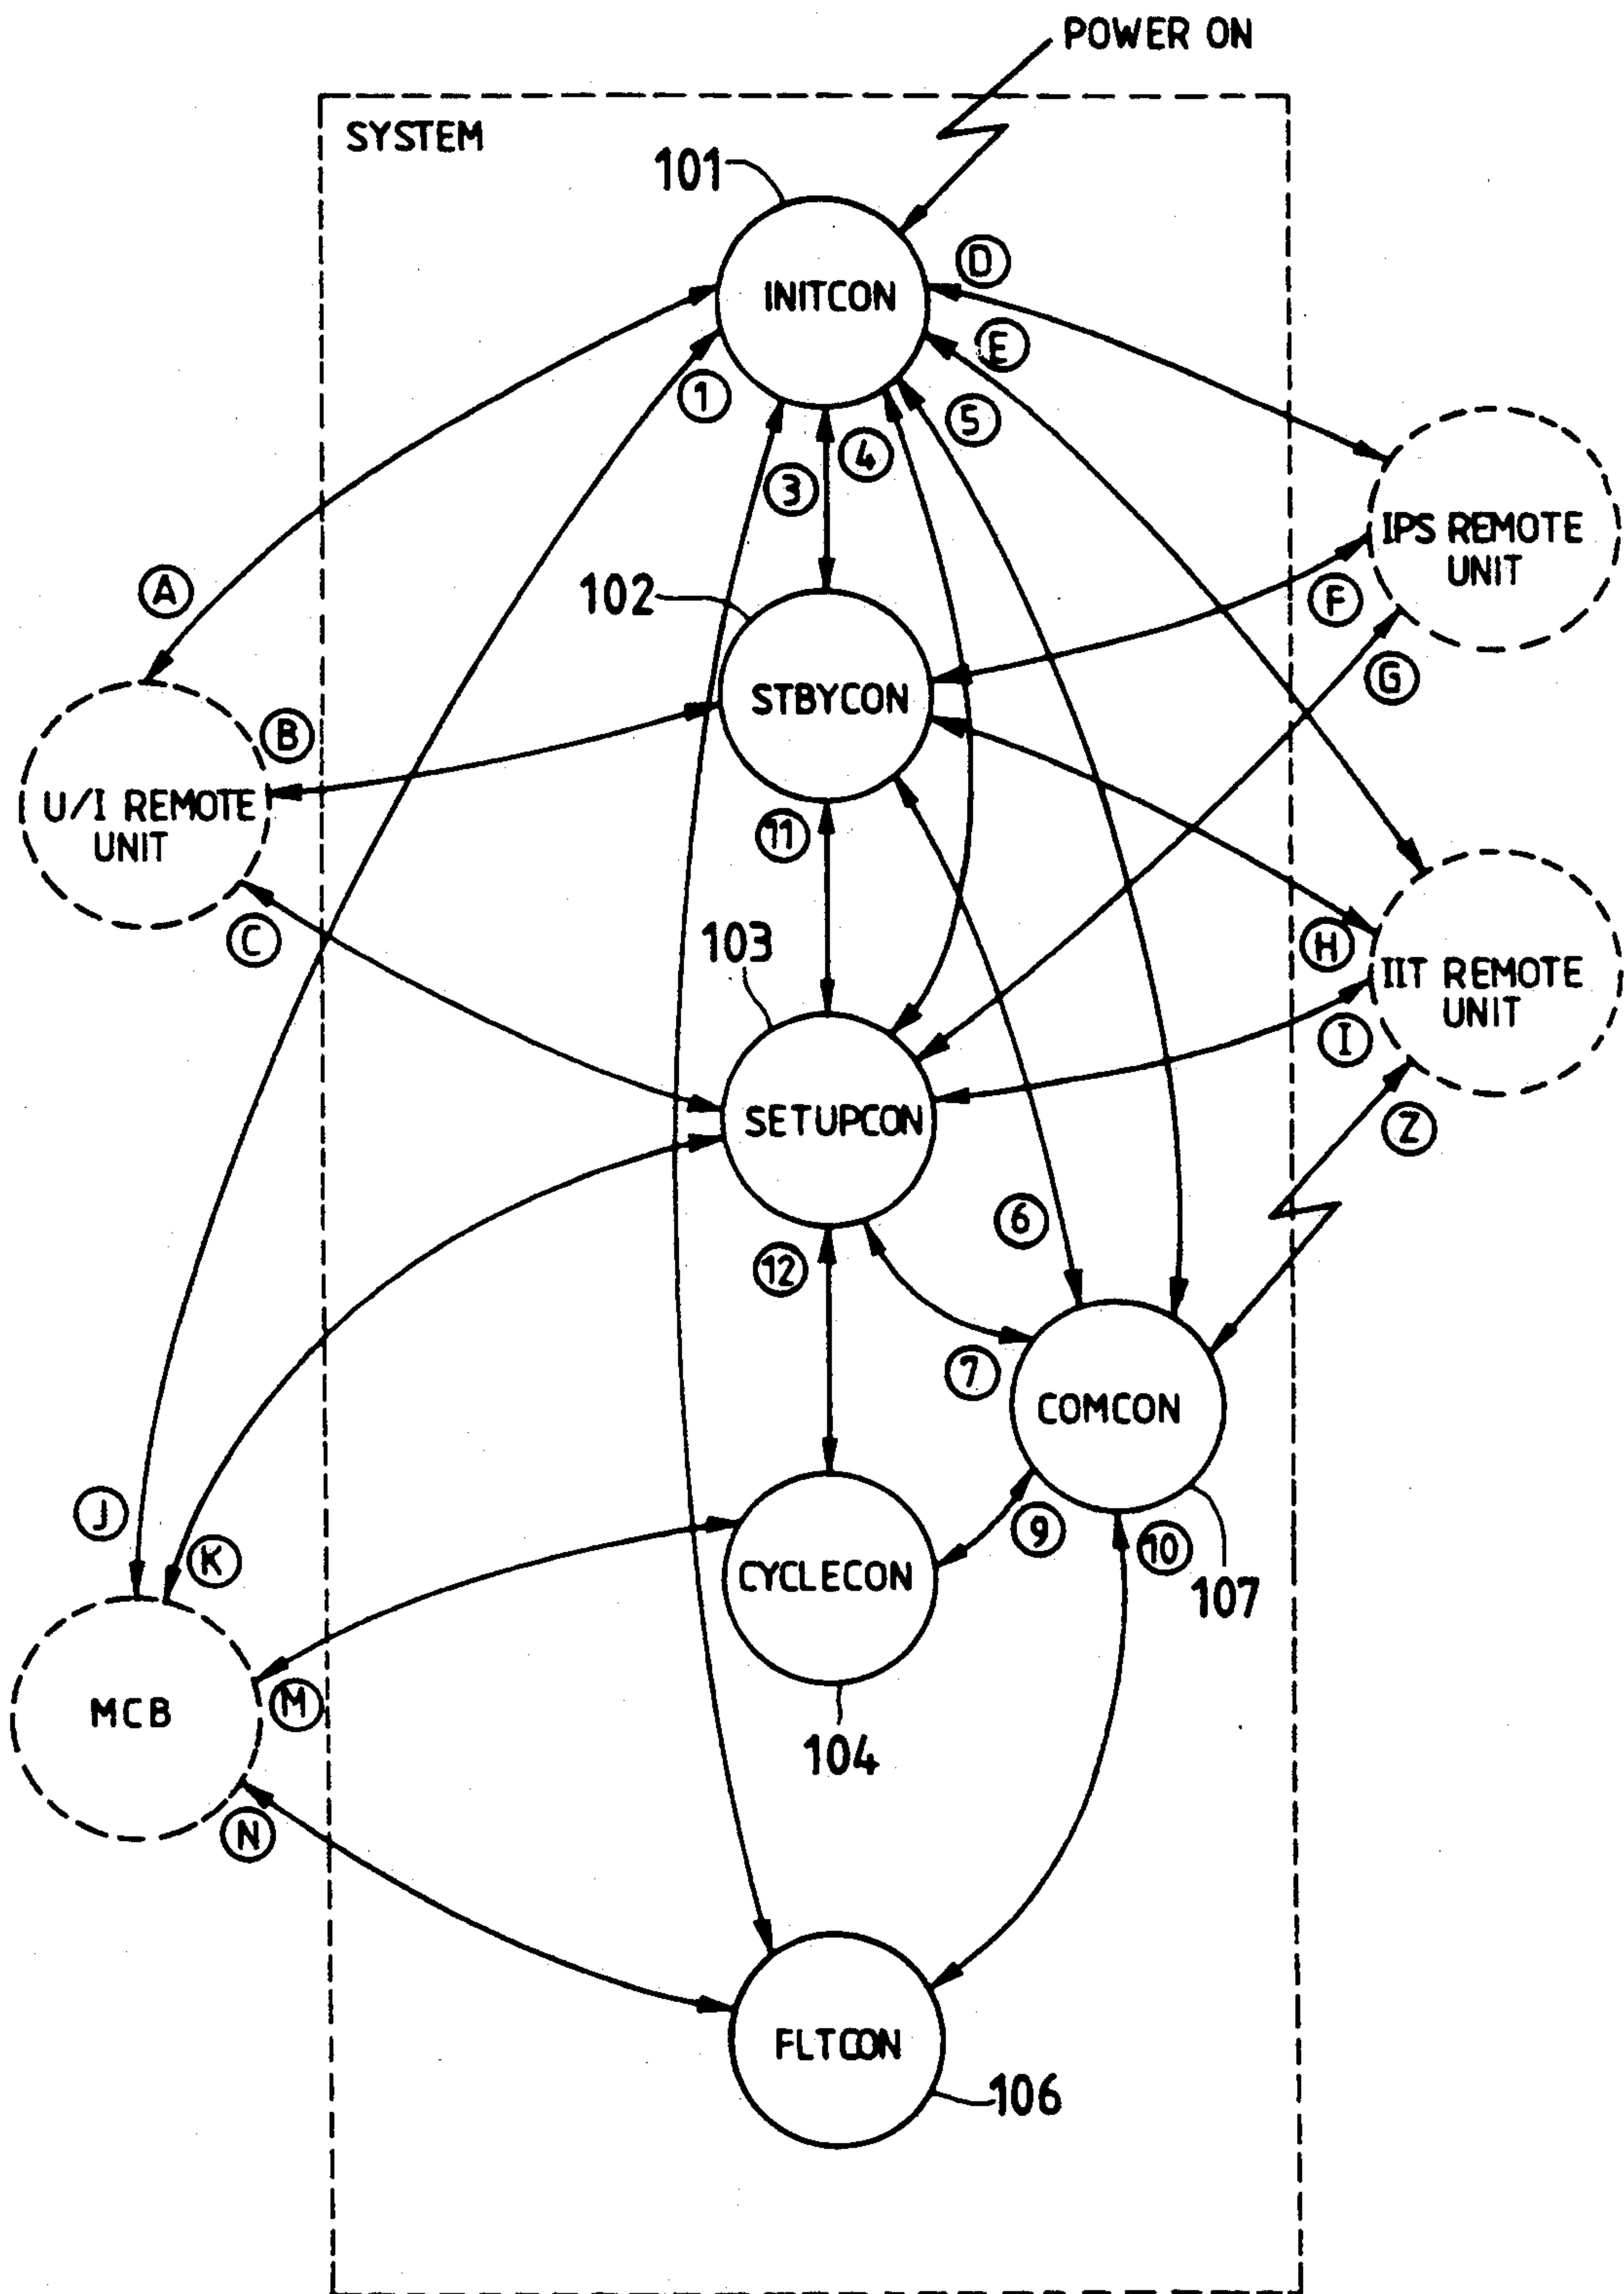 POWER ON
SYSTEM
101
INITCON
D
E
1
5
4
3
IPS REMOTE
UNIT
A
102
F
G
STBYCON
B
U/I REMOTE
UNIT
11
C
103
H
IIT REMOTE
UNIT
I
SETUPCON
Z
6
12
7
COMCON
J
K
9
10
107
CYCLECON
M
MCB
104
N
FLTCON
106